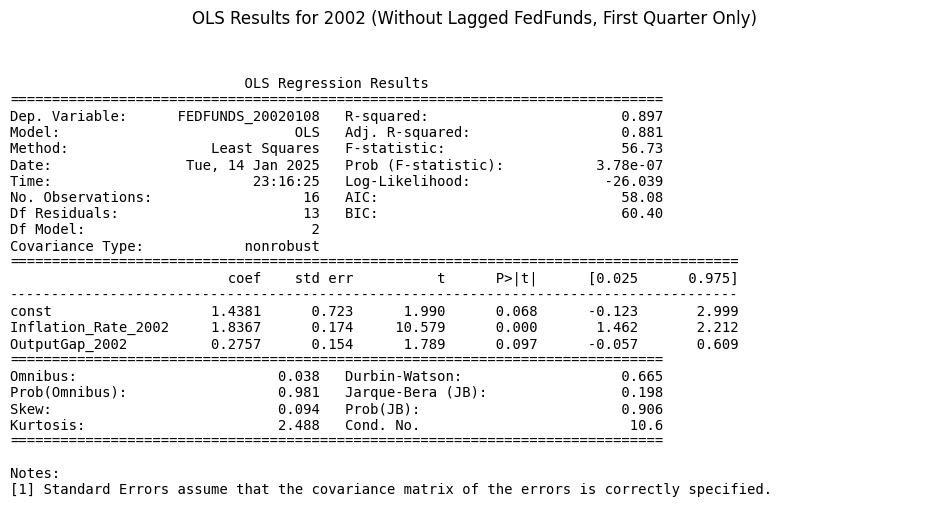 OLS Results for 2002 (Without Lagged FedFunds, First Quarter Only)
OLS Regression Results
==============================================================================
Dep. Variable:      FEDFUNDS_20020108   R-squared:                       0.897
Model:                            OLS   Adj. R-squared:                  0.881
Method:                 Least Squares   F-statistic:                     56.73
Date:                Tue, 14 Jan 2025   Prob (F-statistic):           3.78e-07
Time:                        23:16:25   Log-Likelihood:                -26.039
No. Observations:                  16   AIC:                             58.08
Df Residuals:                      13   BIC:                             60.40
Df Model:                           2
Covariance Type:            nonrobust
=======================================================================================
                          coef    std err          t      P>|t|      [0.025      0.975]
---------------------------------------------------------------------------------------
const                   1.4381      0.723      1.990      0.068      -0.123       2.999
Inflation_Rate_2002     1.8367      0.174     10.579      0.000       1.462       2.212
OutputGap_2002          0.2757      0.154      1.789      0.097      -0.057       0.609
==============================================================================
Omnibus:                        0.038   Durbin-Watson:                   0.665
Prob(Omnibus):                  0.981   Jarque-Bera (JB):                0.198
Skew:                           0.094   Prob(JB):                        0.906
Kurtosis:                       2.488   Cond. No.                         10.6
==============================================================================
Notes:
[1] Standard Errors assume that the covariance matrix of the errors is correctly specified.